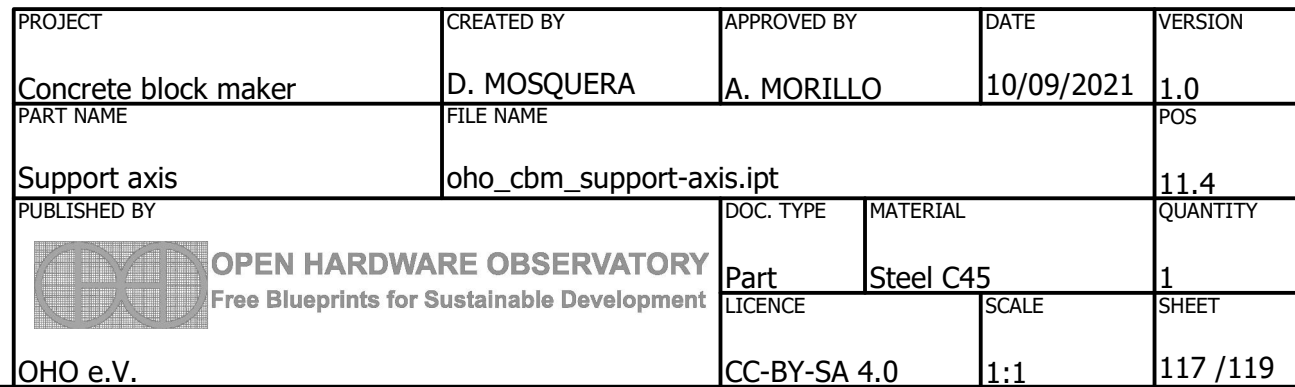 PROJECT CREATED BY APPROVED BY DATE VERSION
Concrete block maker D. MOSQUERA A. MORILLO 10/09/2021 1.0
PART NAME FILE NAME POS
Support axis oho_cbm_support-axis.ipt 11.4
PUBLISHED BY DOC. TYPE MATERIAL QUANTITY
OPEN HARDWARE OBSERVATORY
Free Blueprints for Sustainable Development
Part Steel C45 1
LICENCE SCALE SHEET
OHO e.V. CC-BY-SA 4.0 1:1 117 /119